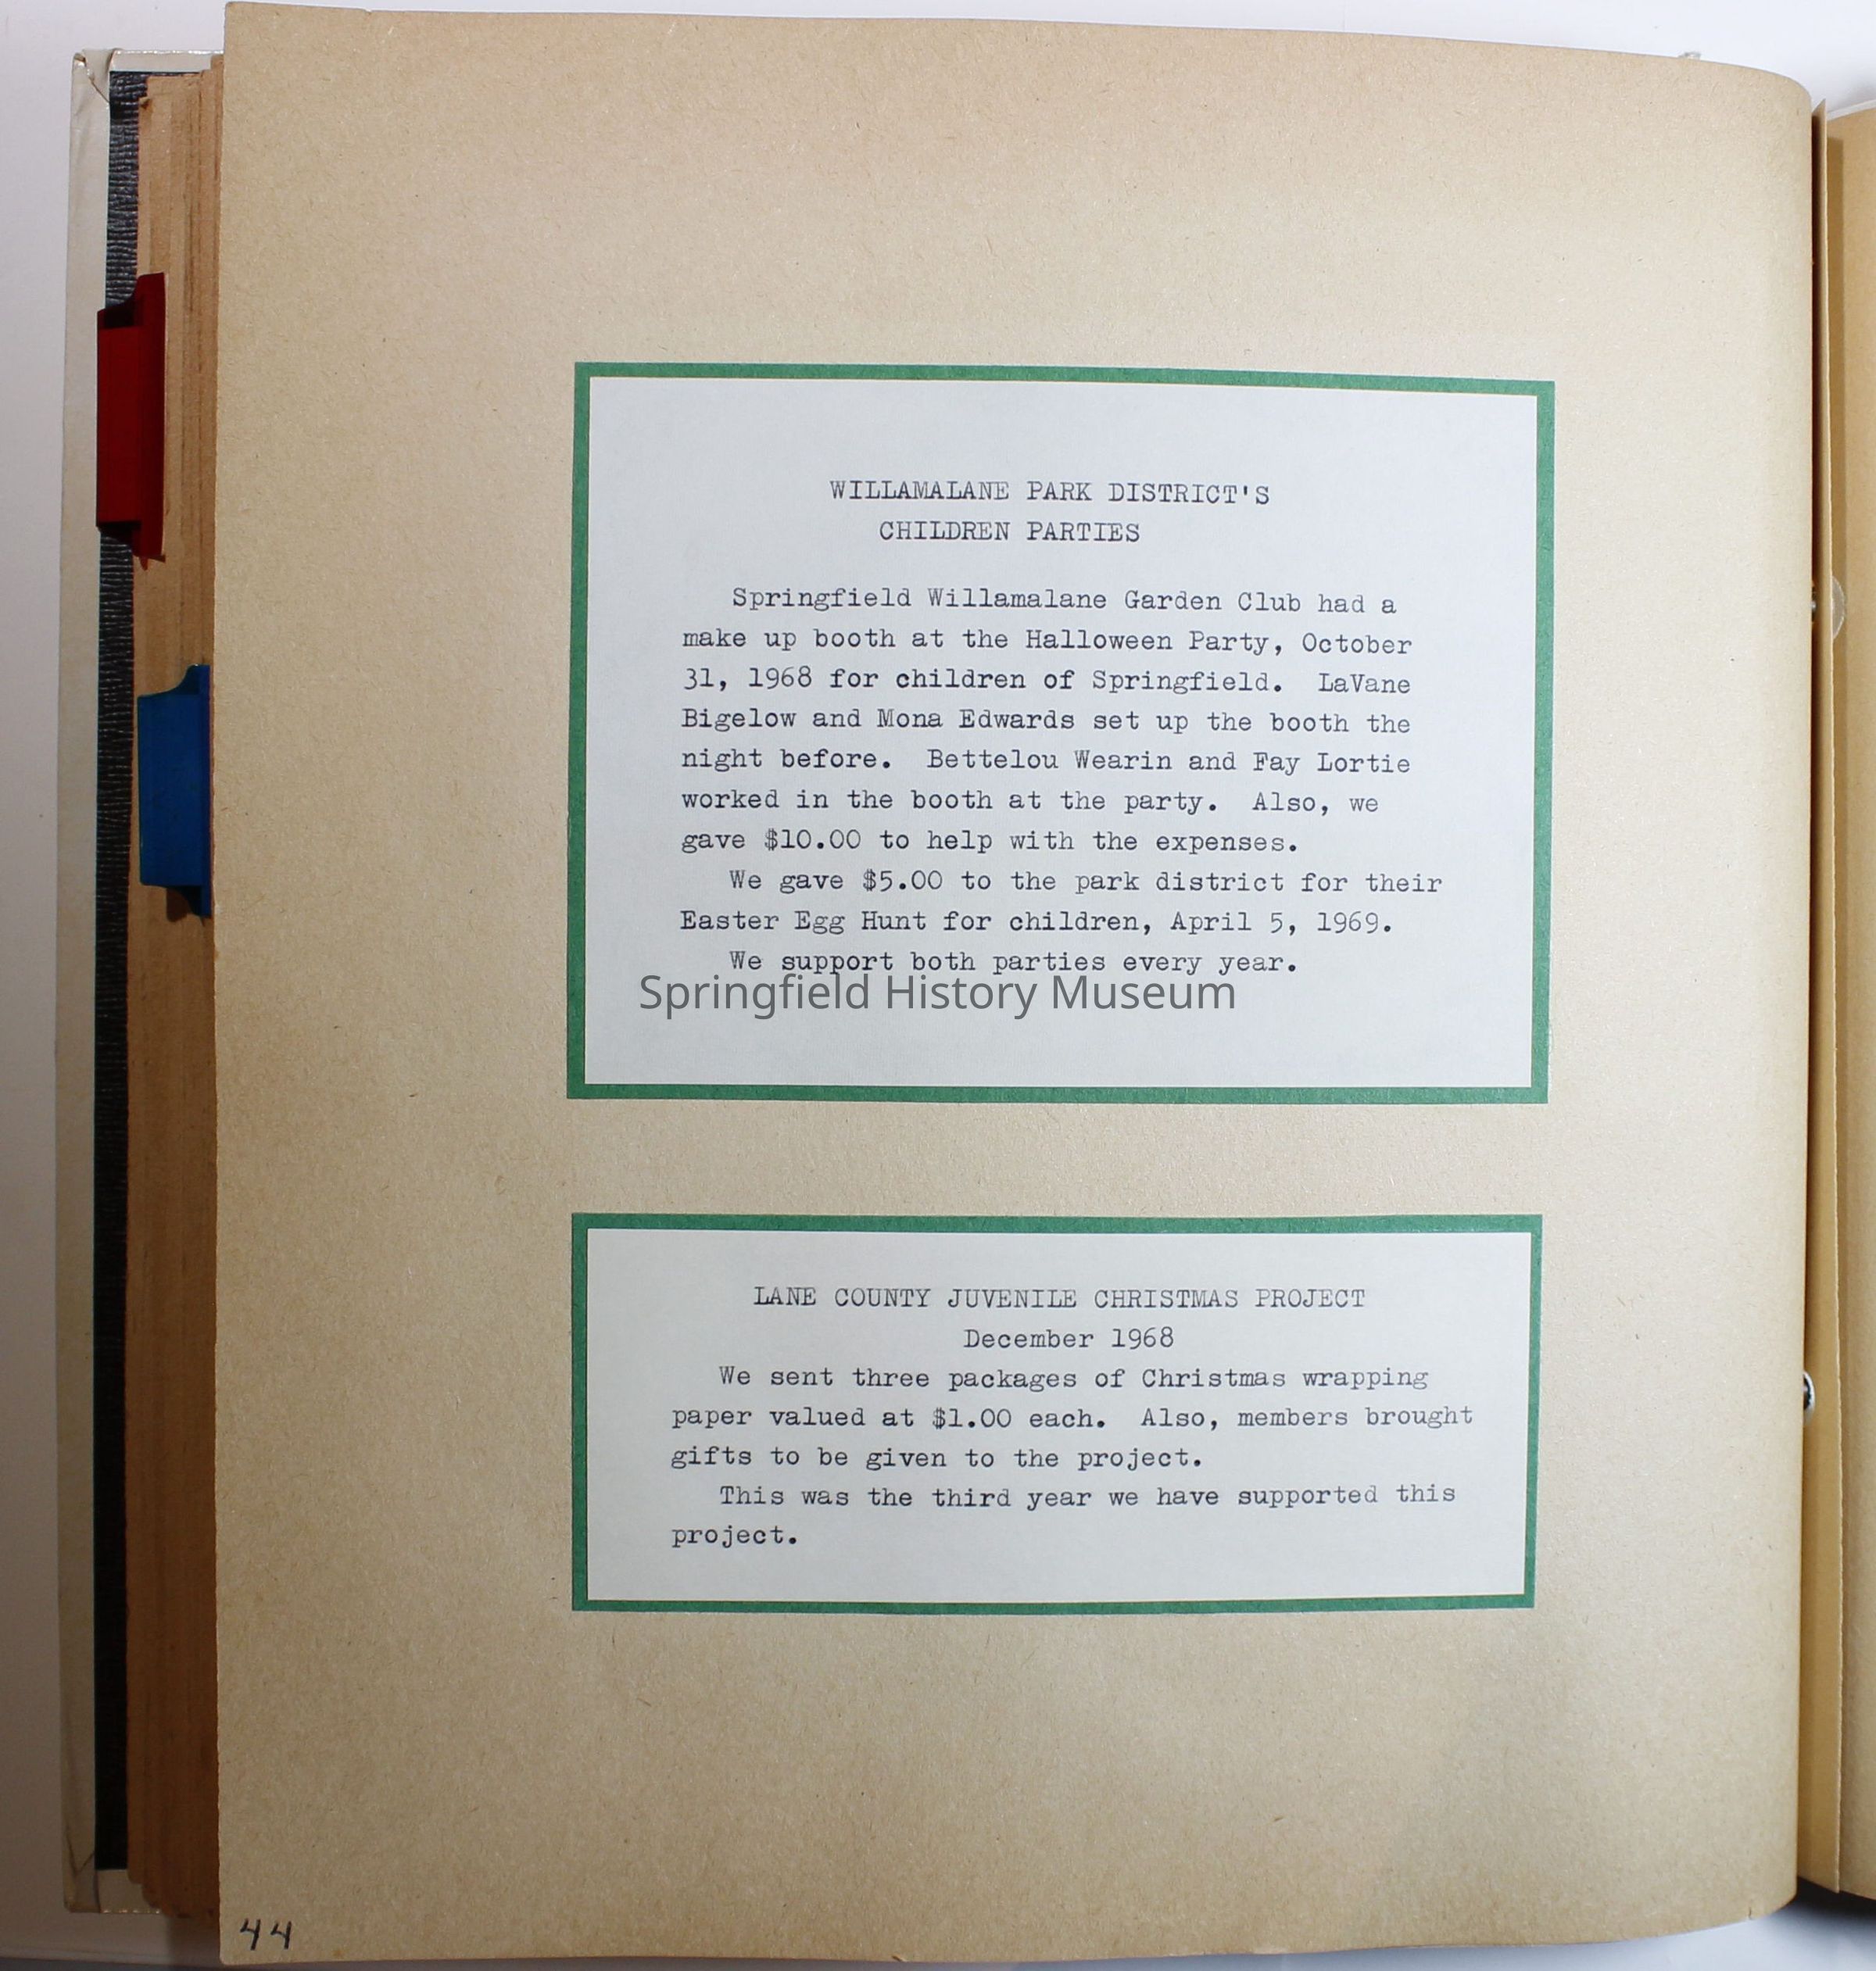 WILLAMALANE PARK DISTRICT'S
CHILDREN PARTIES
Springfield Willamalane Garden Club had a
make up booth at the Halloween Party, October
31, 1968 for children of Springfield.  LaVane
Bigelow and Mona Edwards set up the booth the
night before.  Bettelou Wearin and Fay Lortie
worked in the booth at the party.  Also, we
gave $10.00 to help with the expenses.
We gave $5.00 to the park district for their
Easter Egg Hunt for children, April 5, 1969.
We support both parties every year.
Springfield History Museum
LANE COUNTY JUVENILE CHRISTMAS PROJECT
December 1968
We sent three packages of Christmas wrapping
paper valued at $1.00 each.  Also, members brought
gifts to be given to the project.
This was the third year we have supported this
project.
44